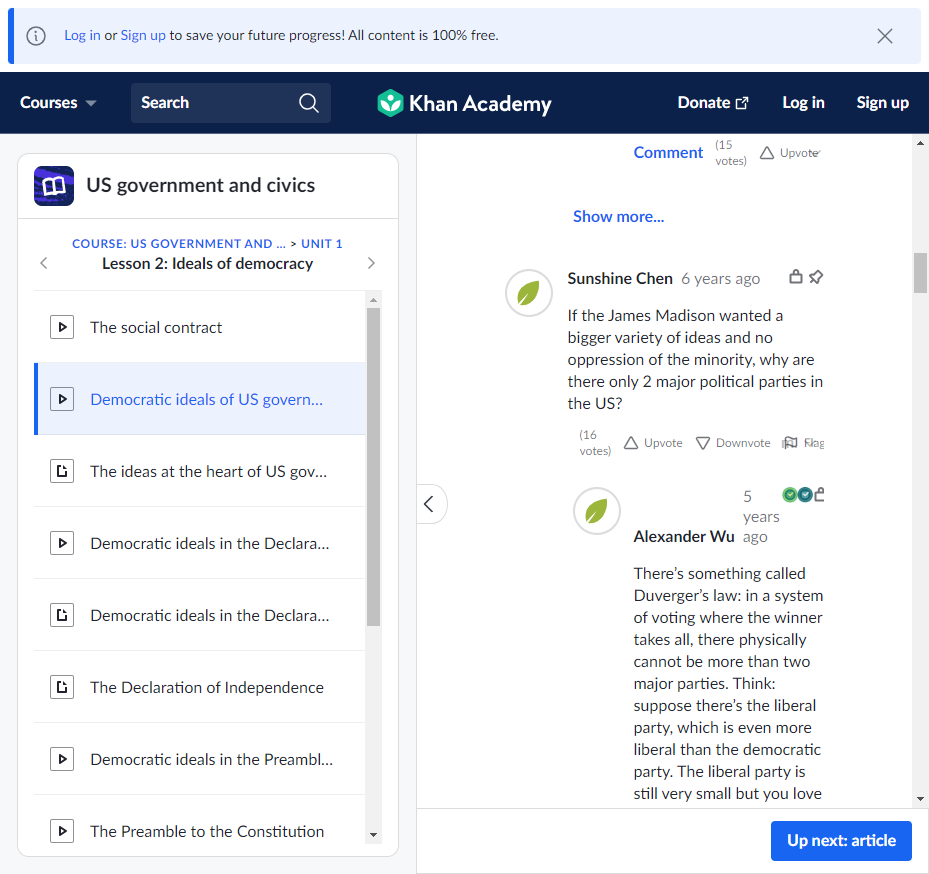 Log in or Sign up to save your future progress! All content is 100% free.
Courses
Search
Khan Academy
Donate
Log in
Sign up
US government and civics
COURSE: US GOVERNMENT AND ... > UNIT 1
Lesson 2: Ideals of democracy
The social contract
Democratic ideals of US govern...
The ideas at the heart of US gov...
Democratic ideals in the Declara...
Democratic ideals in the Declara...
The Declaration of Independence
Democratic ideals in the Preambl...
The Preamble to the Constitution
Comment
(15
votes)
Upvote
Show more...
Sunshine Chen 6 years ago
If the James Madison wanted a
bigger variety of ideas and no
oppression of the minority, why are
there only 2 major political parties in
the US?
(16
votes)
Upvote
Downvote
Flag
Alexander Wu
5
years
ago
There's something called
Duverger's law: in a system
of voting where the winner
takes all, there physically
cannot be more than two
major parties. Think:
suppose there's the liberal
party, which is even more
liberal than the democratic
party. The liberal party is
still very small but you love
Up next: article